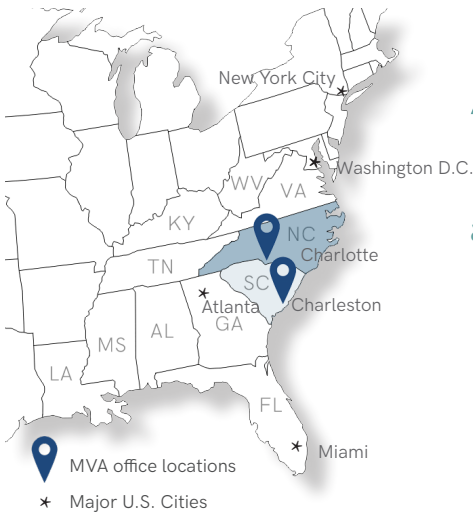 New York City
Washington D.C.
WV
VA
KY
NC
Charlotte
TN
SC
Atlanta
Charleston
GA
MS
AL
LA
FL
Miami
MVA office locations
Major U.S. Cities